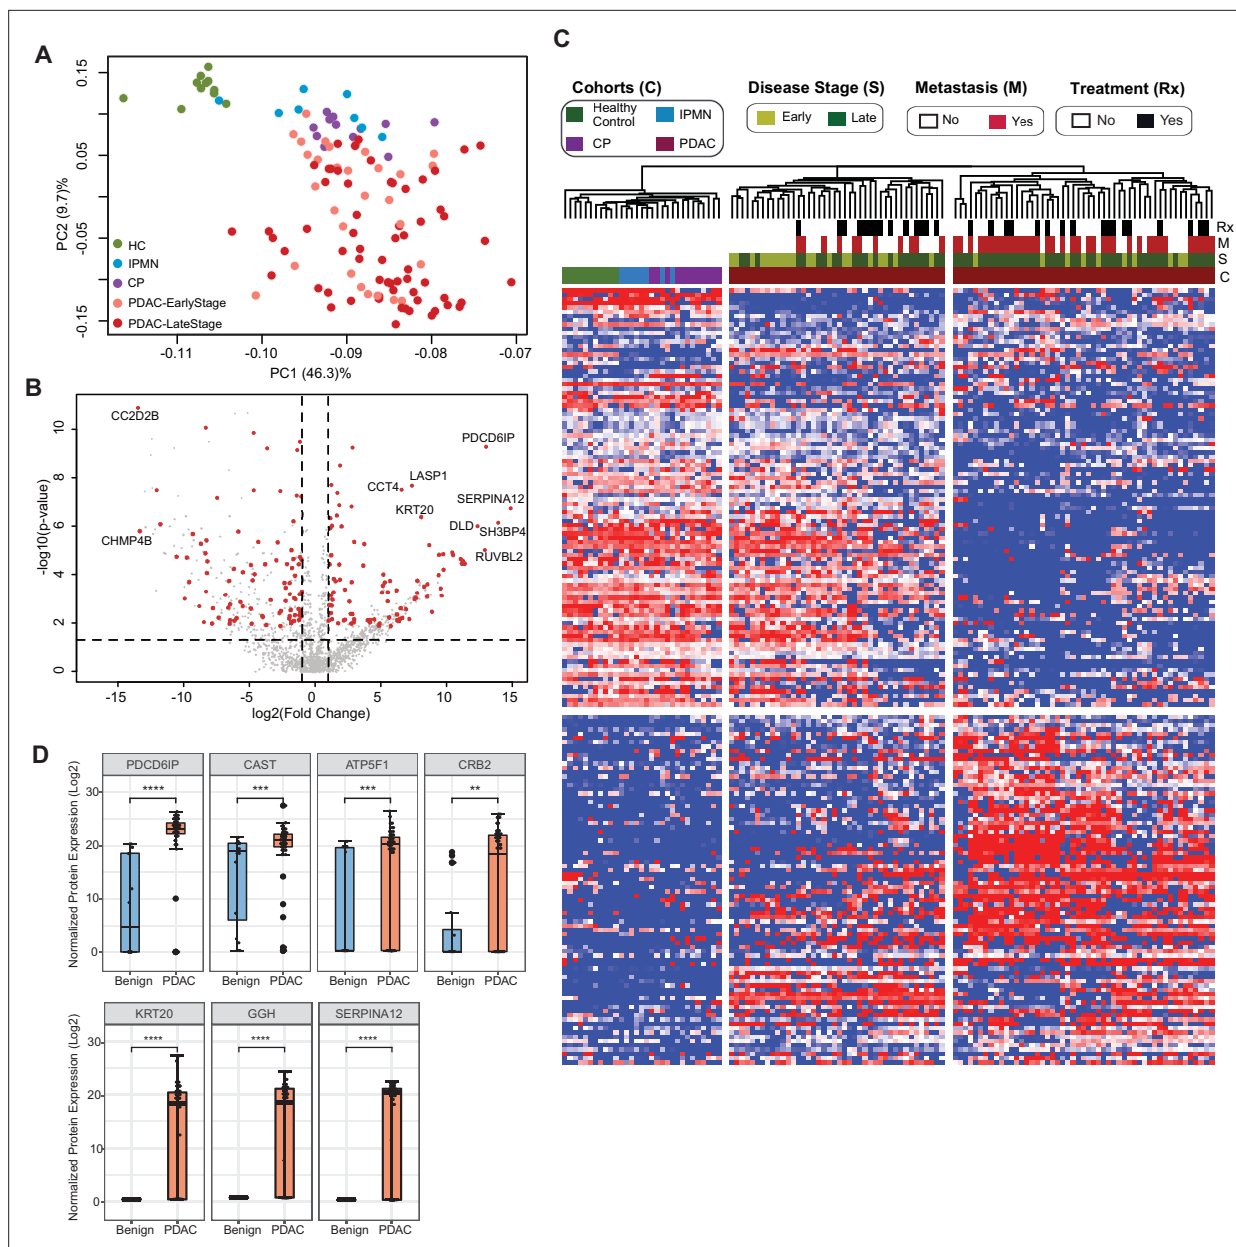 A
0.15
0.05
-0.05
-0.15
PC2 (9.7)%
HC
IPMN
CP
PDAC-EarlyStage
PDAC-LateStage
-0.11
-0.10
-0.09
-0.08
-0.07
PC1 (46.3)%
B
10
8
6
4
2
0
-log10(p-value)
CC2D2B
PDCD6IP
LASP1
CCT4
SERPINA12
KRT20
DLD
SH3BP4
CHMP4B
RUVBL2
-15
-10
-5
0
5
10
15
log2(Fold Change)
C
Cohorts (C)
Healthy
Control
IPMN
CP
PDAC
Disease Stage (S)
Early
Late
Metastasis (M)
No
Yes
Treatment (Rx)
No
Yes
Rx
M
S
C
D
Normalized Protein Expression (Log2)
30
20
10
0
PDCD6IP
CAST
ATP5F1
CRB2
****
***
***
**
Benign PDAC
Benign PDAC
Benign PDAC
Benign PDAC
Normalized Protein Expression (Log2)
30
20
10
0
KRT20
GGH
SERPINA12
****
****
****
Benign PDAC
Benign PDAC
Benign PDAC